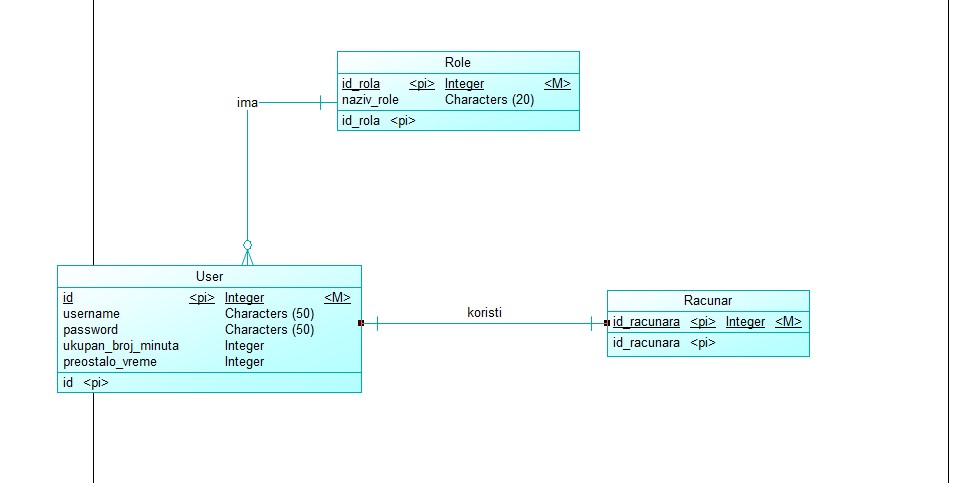 Role
id_rola <pi> Integer <M>
naziv_role Characters (20)
id_rola <pi>
ima
User
id <pi> Integer <M>
username Characters (50)
password Characters (50)
ukupan_broj_minuta Integer
preostalo_vreme Integer
id <pi>
koristi
Racunar
id_racunara <pi> Integer <M>
id_racunara <pi>